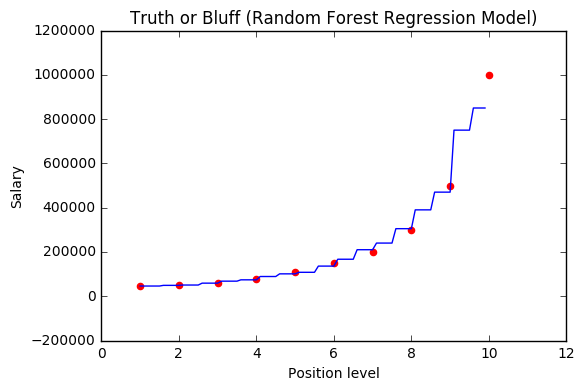 Truth or Bluff (Random Forest Regression Model)
1200000
1000000
800000
600000
400000
200000
0
−200000
0 2 4 6 8 10 12
Salary
Position level